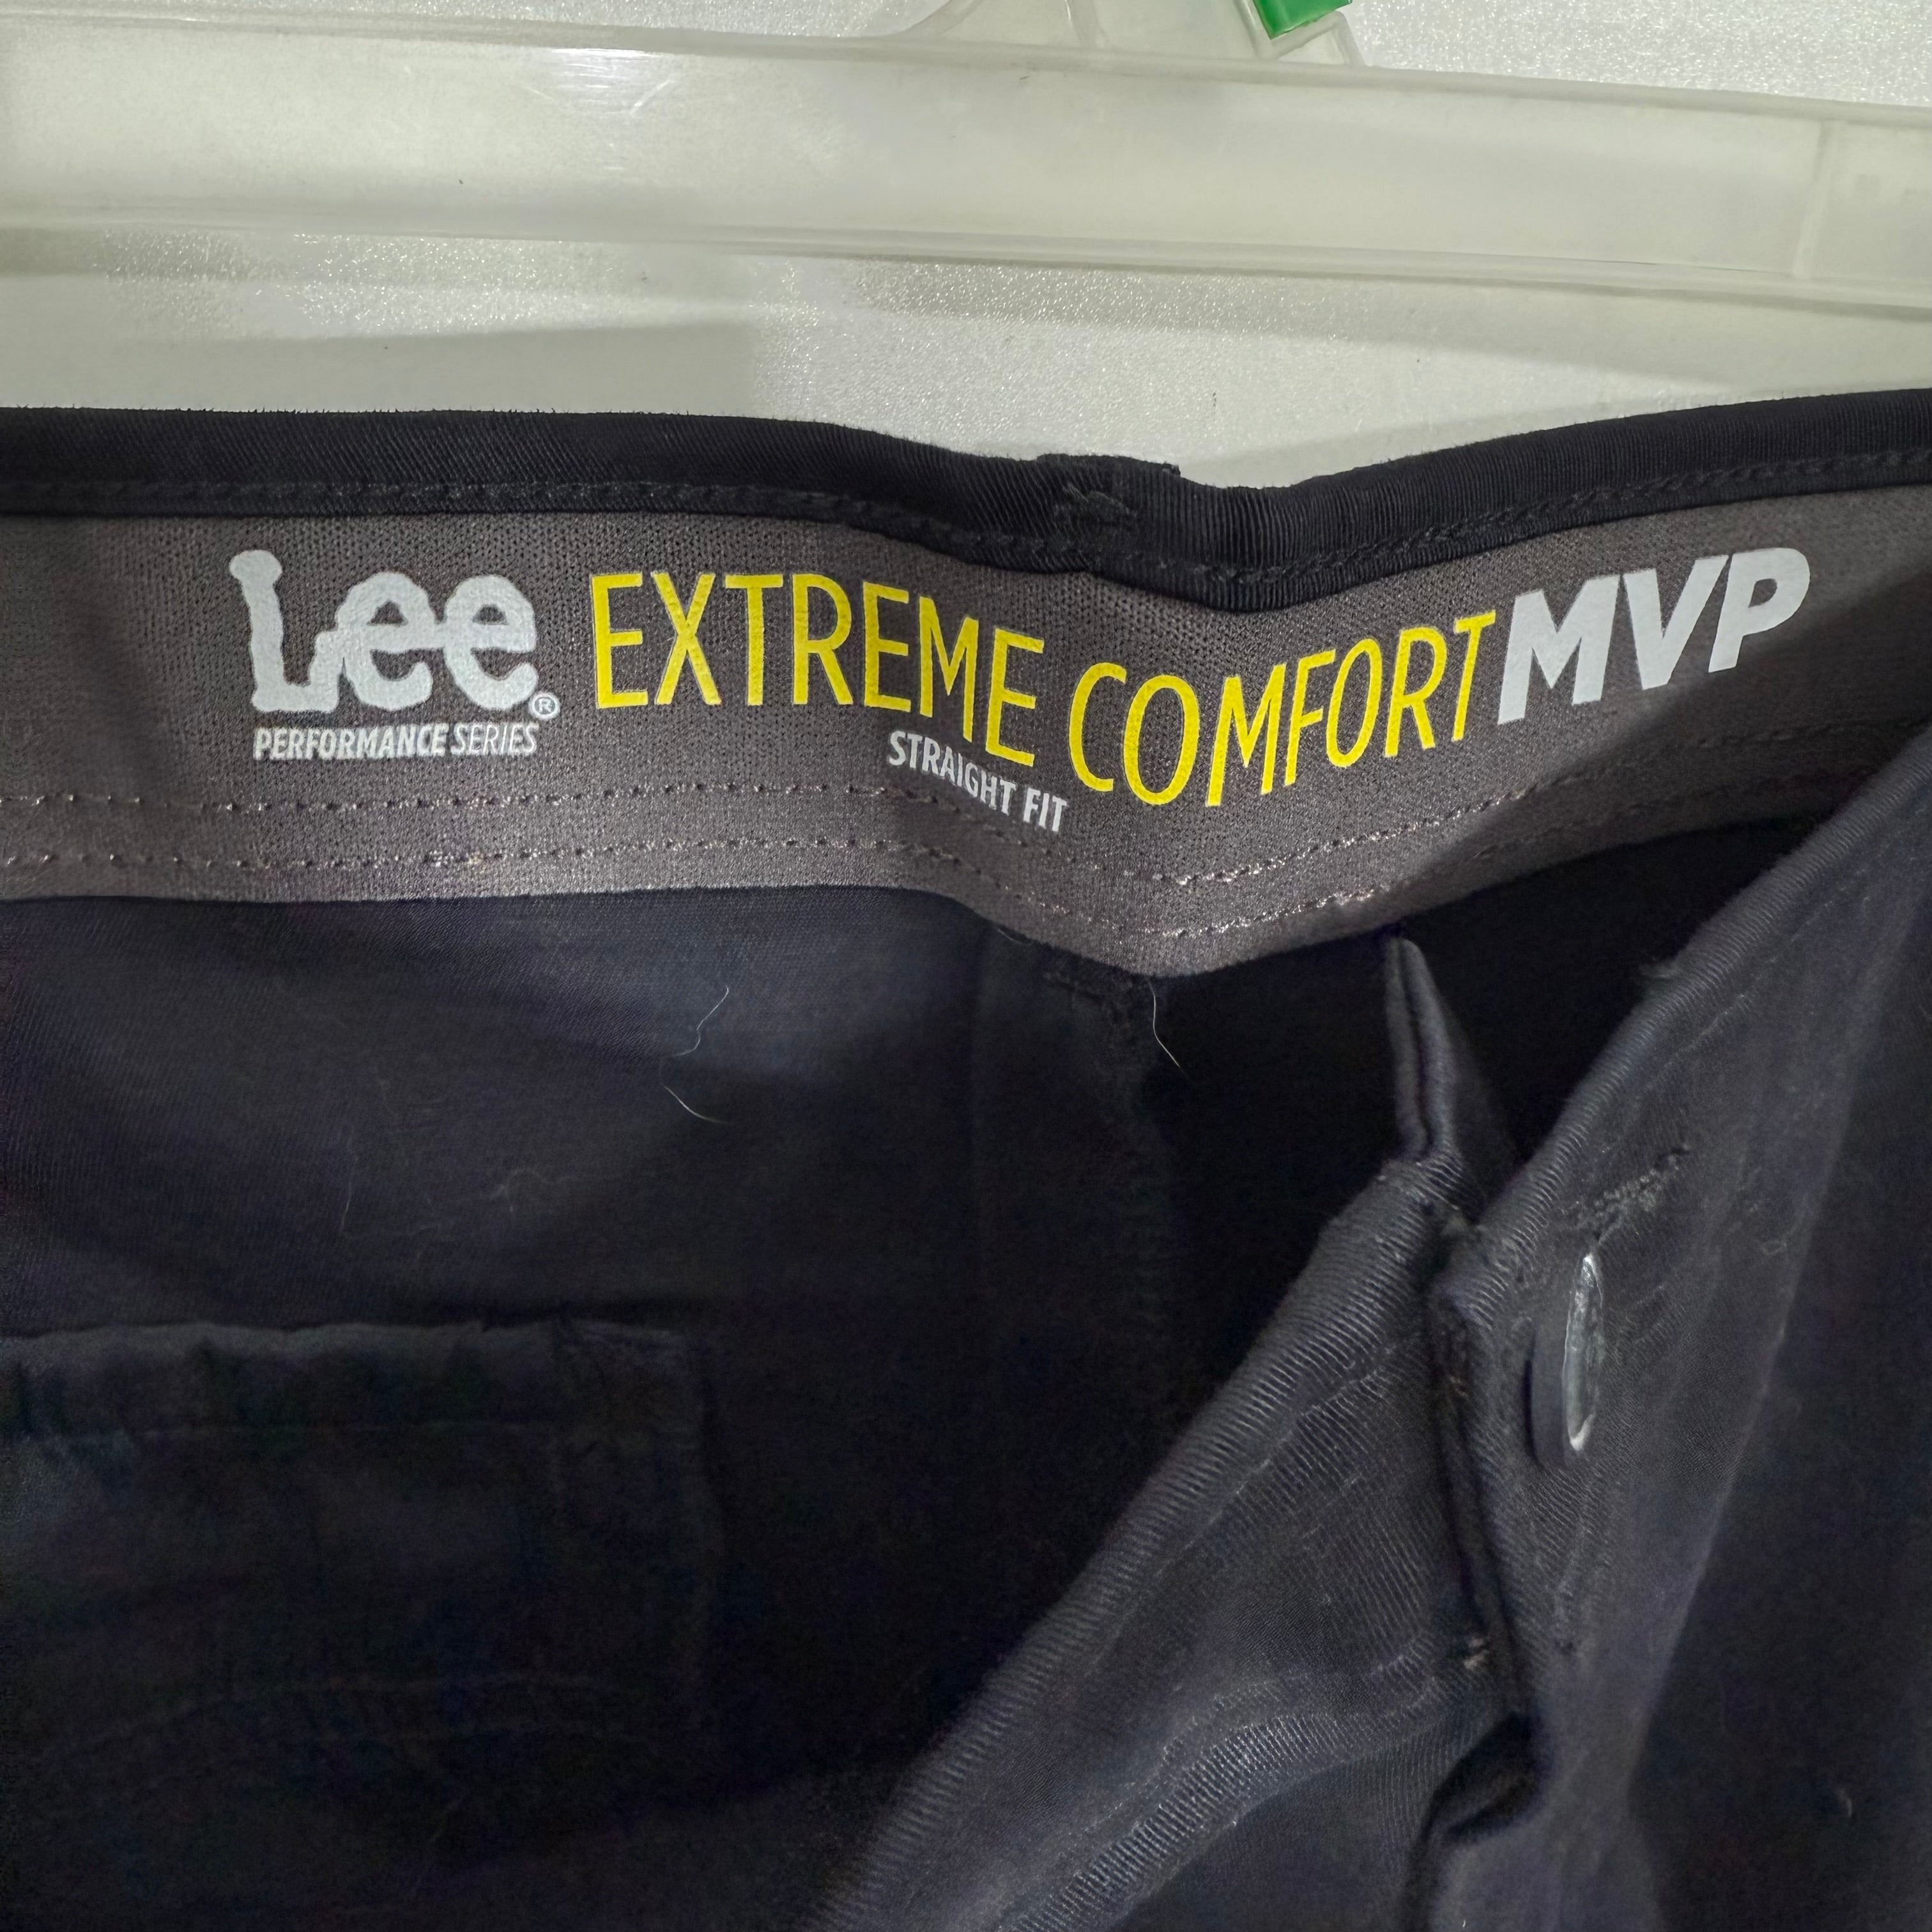 Lee® EXTREME COMFORT MVP
PERFORMANCE SERIES
STRAIGHT FIT